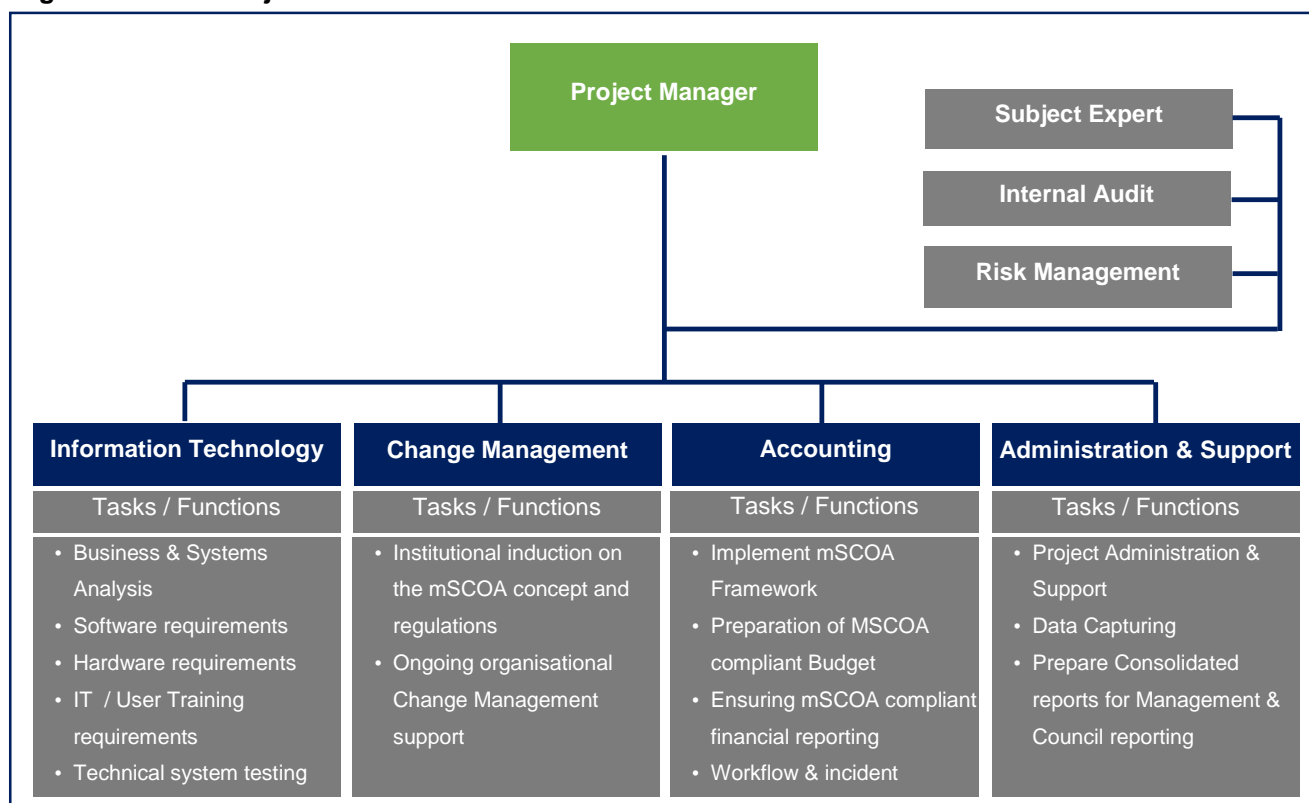 Project Manager
Subject Expert
Internal Audit
Risk Management
Information Technology
Tasks / Functions
• Business & Systems
Analysis
• Software requirements
• Hardware requirements
• IT / User Training
requirements
• Technical system testing
Change Management
Tasks / Functions
• Institutional induction on
the mSCOA concept and
regulations
• Ongoing organisational
Change Management
support
Accounting
Tasks / Functions
• Implement mSCOA
Framework
• Preparation of MSCOA
compliant Budget
• Ensuring mSCOA compliant
financial reporting
• Workflow & incident
Administration & Support
Tasks / Functions
• Project Administration &
Support
• Data Capturing
• Prepare Consolidated
reports for Management &
Council reporting